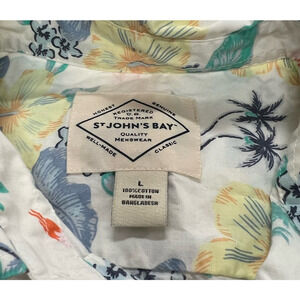 HONEST GENUINE
REGISTERED
U.S.
TRADE MARK
ST JOHN'S BAY
QUALITY
MENSWEAR
WELL-MADE CLASSIC
L
100%COTTON
MADE IN
BANGLADESH